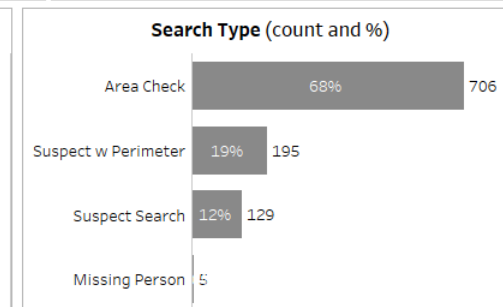 Search Type (count and %)
Area Check 68% 706
Suspect w Perimeter 19% 195
Suspect Search 12% 129
Missing Person 5